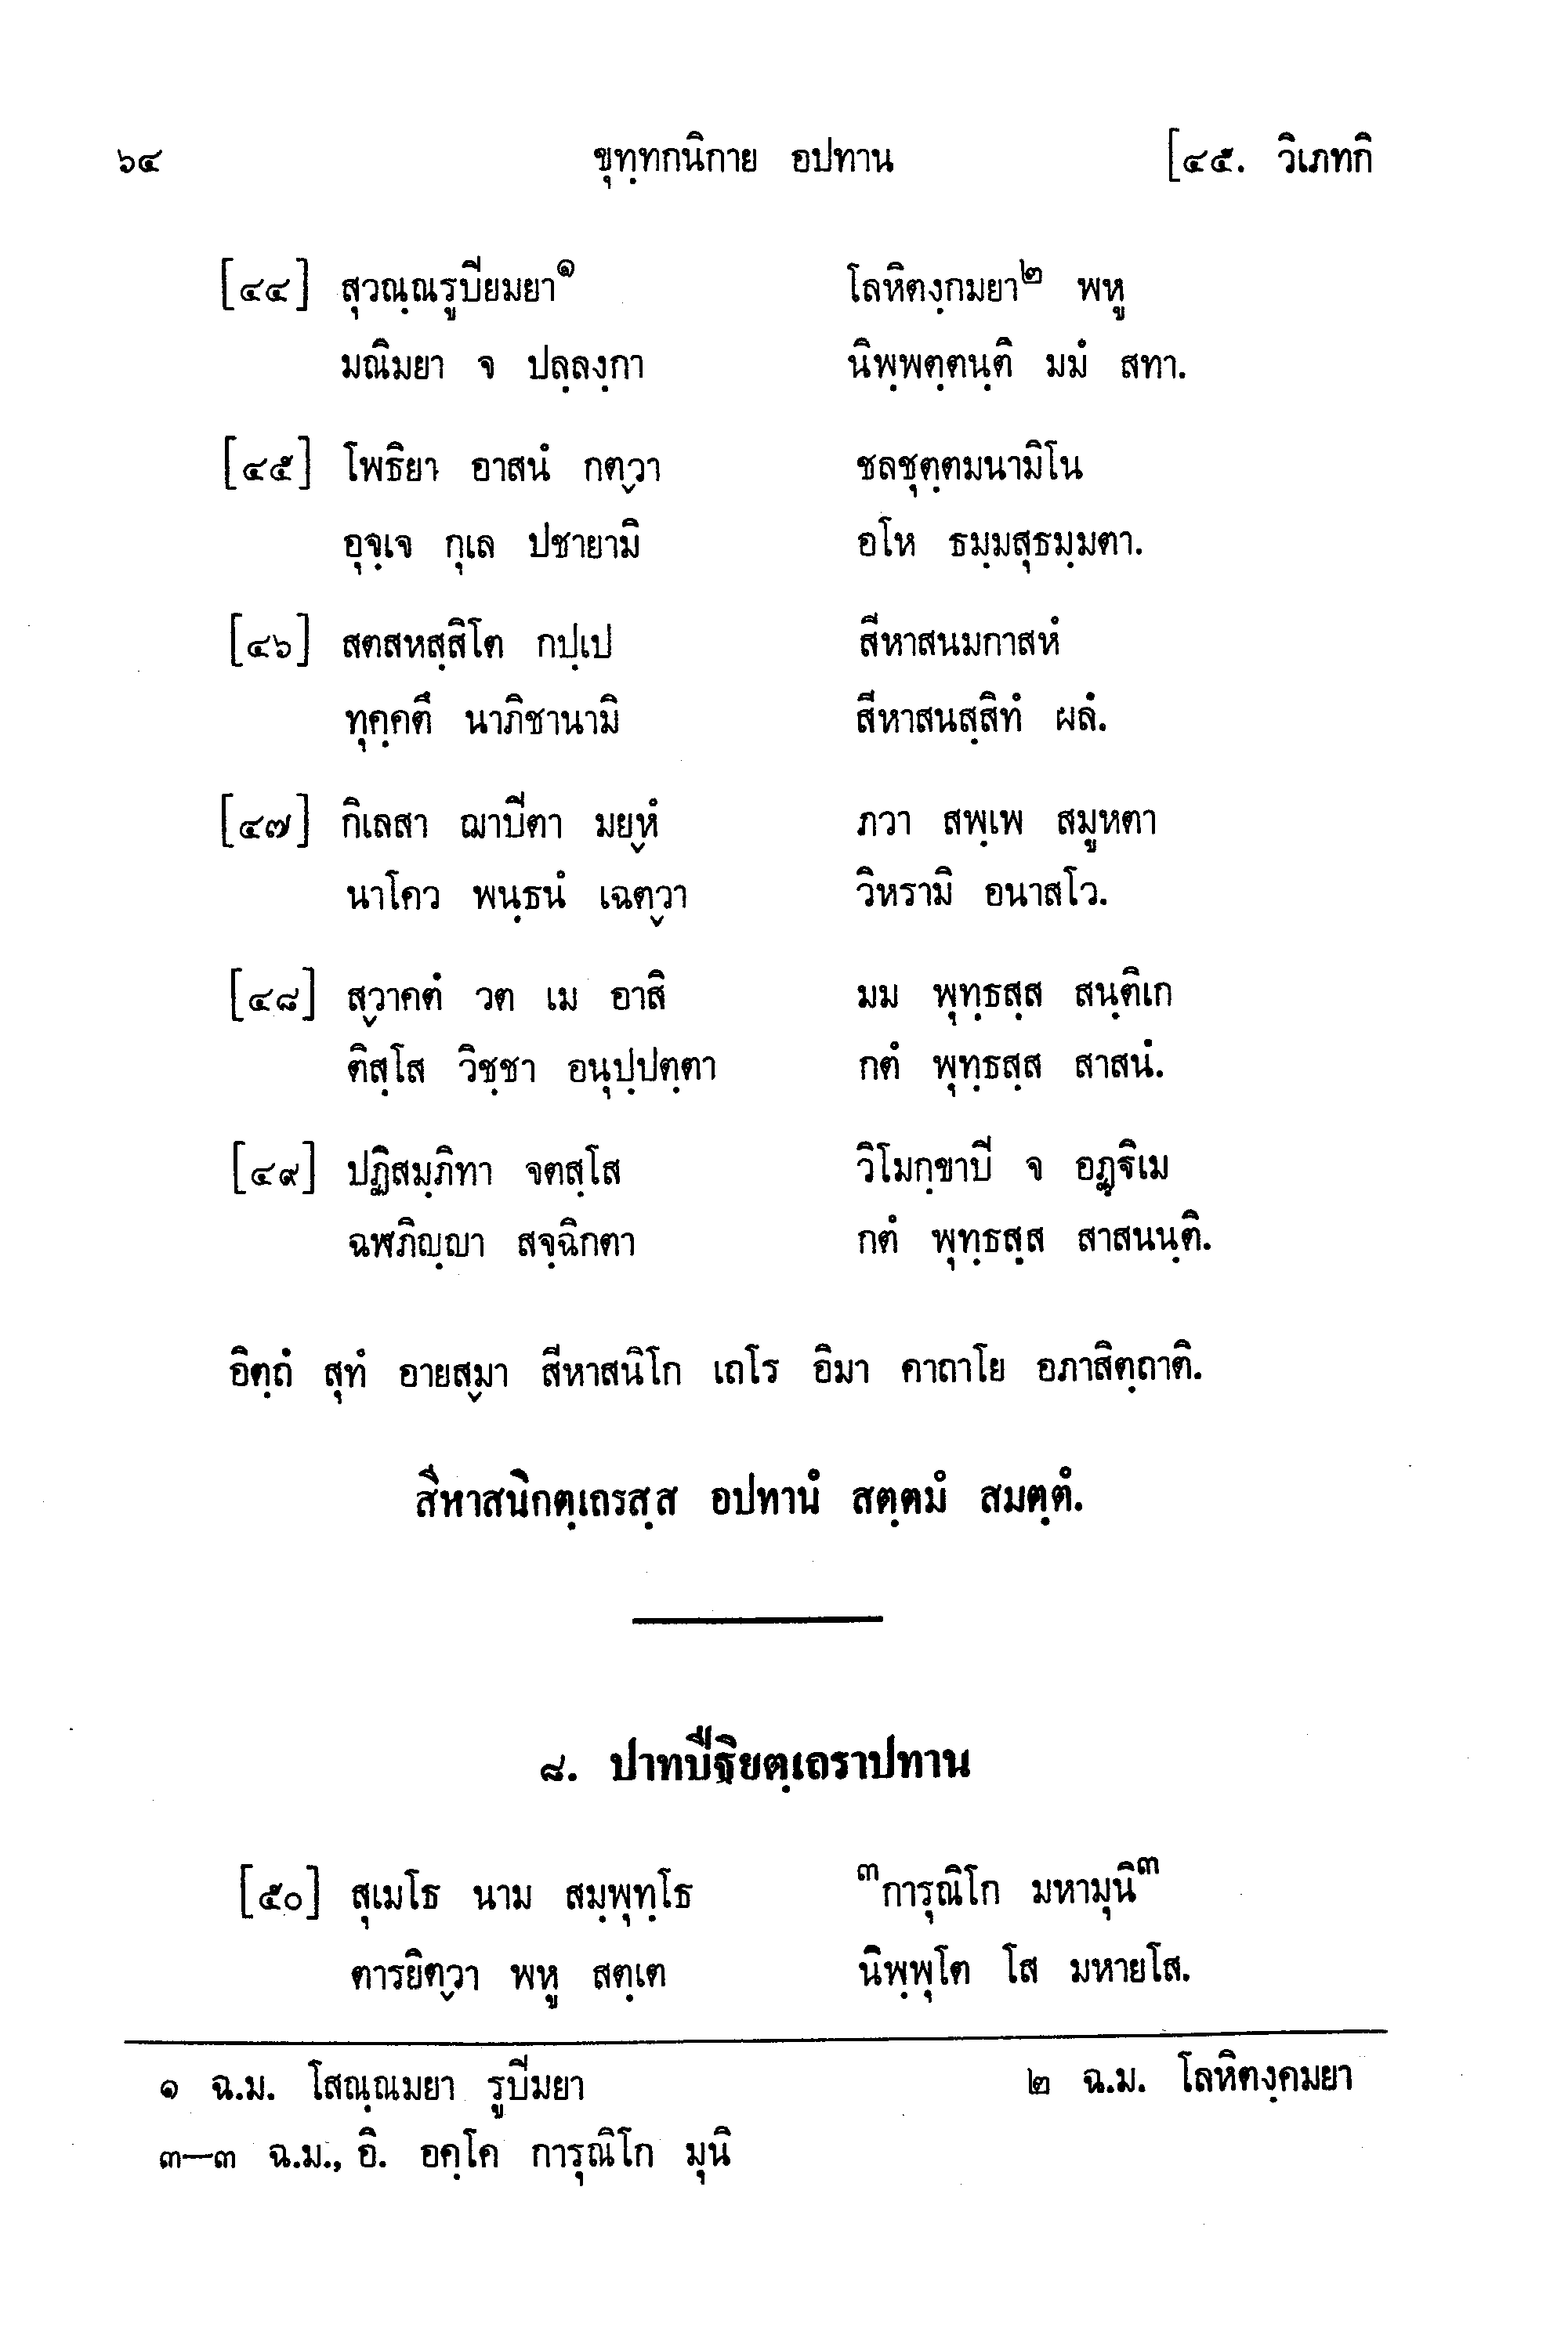 ๖๔ ขุทฺทกนิกาย อปทาน [๔๕. วิเภทกิ
[๔๔] สุวณฺณรูปิยมยา๑ โลหิตงฺกมยา๒ พหู
มณิมยา จ ปลฺลงฺกา นิพฺพตฺตนฺติ มมํ สทา.
[๔๕] โพธิยา อาสนํ กตฺวา ชลชุตฺตมนามิโน
อุจฺเจ กุเล ปชายามิ อโห ธมฺมสุธมฺมตา.
[๔๖] สตสหสฺสิโต กปฺเป สีหาสนมกาสหํ
ทุคฺคตึ นาภิชานามิ สีหาสนสฺสิทํ ผลํ.
[๔๗] กิเลสา ฌาปิตา มยฺหํ ภวา สพฺเพ สมูหตา
นาโคว พนฺธนํ เฉตฺวา วิหรามิ อนาสโว.
[๔๘] สฺวาคตํ วต เม อาสิ มม พุทฺธสฺส สนฺติเก
ติสฺโส วิชฺชา อนุปฺปตฺตา กตํ พุทฺธสฺส สาสนํ.
[๔๙] ปฏิสมฺภิทา จตสฺโส วิโมกฺขาปิ จ อฏฺฐิเม
ฉฬภิญฺญา สจฺฉิกตา กตํ พุทฺธสฺส สาสนนฺติ.
อิตฺถํ สุทํ อายสฺมา สีหาสนิโก เถโร อิมา คาถาโย อภาสิตฺถาติ.
สีหาสนิกตฺเถรสฺส อปทานํ สตฺตมํ สมตฺตํ.
๘. ปาทปีฐิยตฺเถราปทาน
[๕๐] สุเมโธ นาม สมฺพุทฺโธ ๓การุณิโก มหามุนิ๓
ตารยิตฺวา พหู สตฺเต นิพฺพุโต โส มหายโส.
๑ ฉ.ม. โสณฺณมยา รูปิมยา ๒ ฉ.ม. โลหิตงฺคมยา
๓–๓ ฉ.ม., อิ. อคฺโค การุณิโก มุนิ